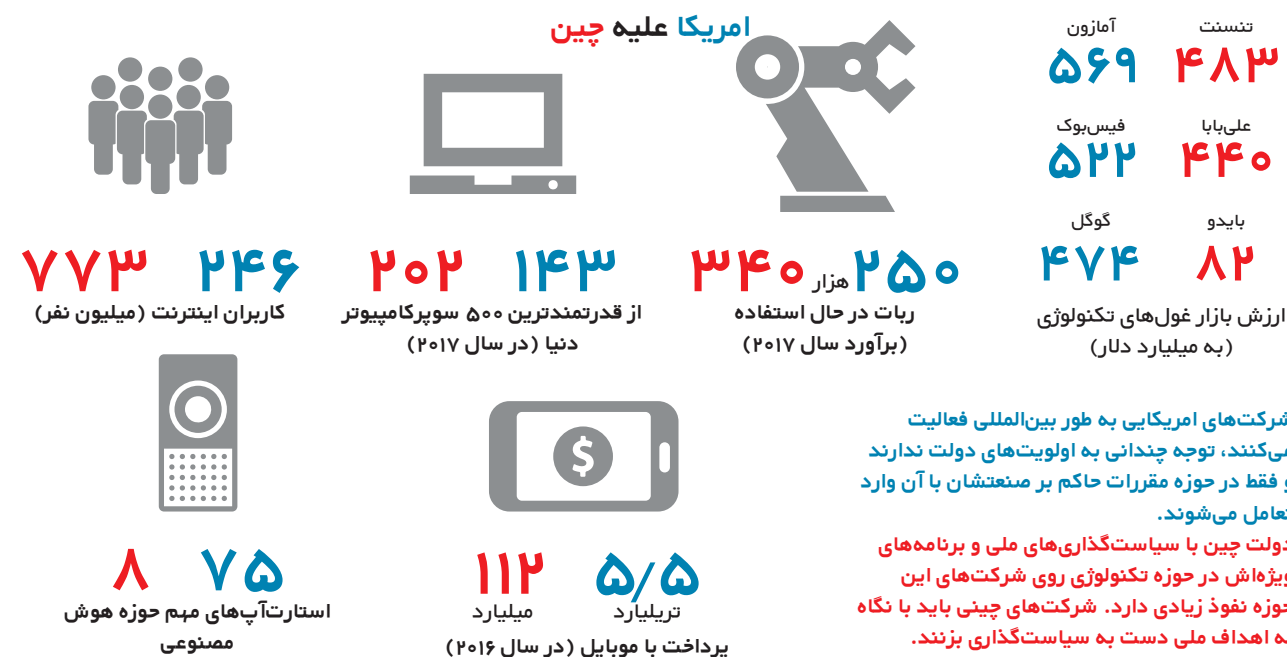 امریکا علیه چین
تنسنت
آمازون
۴۸۳
۵۶۹
علی‌بابا
فیس‌بوک
۴۴۰
۵۲۲
بایدو
گوگل
۸۲
۴۷۴
ارزش بازار غول‌های تکنولوژی
(به میلیارد دلار)
۲۵۰ هزار ۳۴۰
ربات در حال استفاده
(برآورد سال ۲۰۱۷)
۱۴۳ ۲۰۲
از قدرتمندترین ۵۰۰ سوپرکامپیوتر
دنیا (در سال ۲۰۱۷)
۲۴۶ ۷۷۳
کاربران اینترنت (میلیون نفر)
شرکت‌های امریکایی به طور بین‌المللی فعالیت
می‌کنند، توجه چندانی به اولویت‌های دولت ندارند
و فقط در حوزه مقررات حاکم بر صنعتشان با آن وارد
تعامل می‌شوند.
دولت چین با سیاست‌گذاری‌های ملی و برنامه‌های
ویژه‌اش در حوزه تکنولوژی روی شرکت‌های این
حوزه نفوذ زیادی دارد. شرکت‌های چینی باید با نگاه
به اهداف ملی دست به سیاست‌گذاری بزنند.
$
۵/۵ ۱۱۲
تریلیارد میلیارد
پرداخت با موبایل (در سال ۲۰۱۶)
۷۵ ۸
استارت‌آپ‌های مهم حوزه هوش
مصنوعی